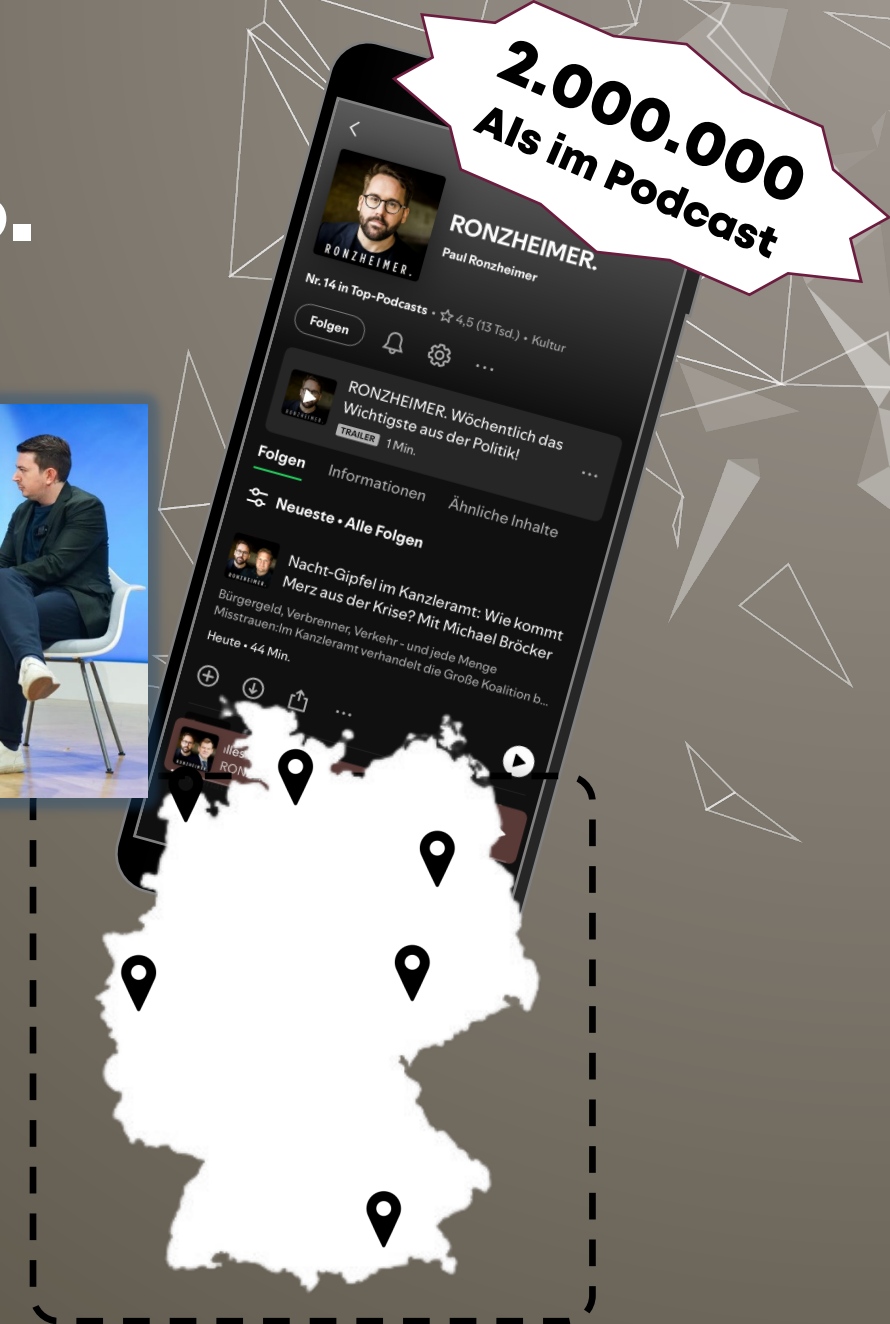 2.000.000
AIs im Podcast
.
RONZHEIMER.
RONZHEIMER.
Paul Ronzheimer
Nr. 14 in Top-Podcasts • 4,5 (13 Tsd.) • Kultur
Folgen
RONZHEIMER. Wöchentlich das
Wichtigste aus der Politik!
TRAILER 1 Min.
Folgen Informationen Ähnliche Inhalte
Neueste • Alle Folgen
RONZHEIMER.
Nacht-Gipfel im Kanzleramt: Wie kommt
Merz aus der Krise? Mit Michael Bröcker
Bürgergeld, Verbrenner, Verkehr - und jede Menge
Misstrauen:Im Kanzleramt verhandelt die Große Koalition b...
Heute • 44 Min.